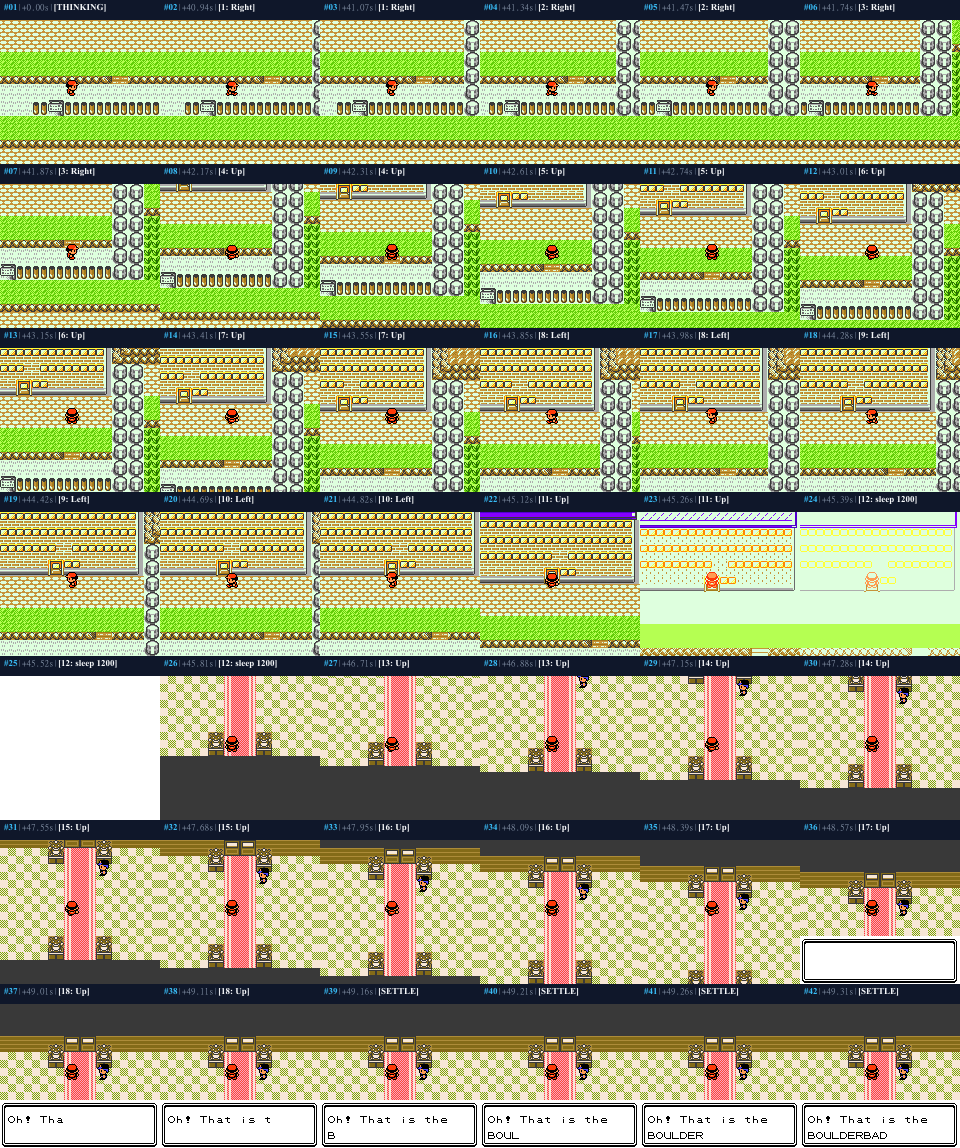 #01|+0.00s|[THINKING] #02|+40.94s|[1: Right] #03|+41.07s|[1: Right] #04|+41.34s|[2: Right] #05|+41.47s|[2: Right] #06|+41.74s|[3: Right]
#07|+41.87s|[3: Right] #08|+42.17s|[4: Up] #09|+42.31s|[4: Up] #10|+42.61s|[5: Up] #11|+42.74s|[5: Up] #12|+43.01s|[6: Up]
#13|+43.15s|[6: Up] #14|+43.41s|[7: Up] #15|+43.55s|[7: Up] #16|+43.85s|[8: Left] #17|+43.98s|[8: Left] #18|+44.28s|[9: Left]
#19|+44.42s|[9: Left] #20|+44.69s|[10: Left] #21|+44.82s|[10: Left] #22|+45.12s|[11: Up] #23|+45.26s|[11: Up] #24|+45.39s|[12: sleep 1200]
#25|+45.52s|[12: sleep 1200] #26|+45.81s|[12: sleep 1200] #27|+46.71s|[13: Up] #28|+46.88s|[13: Up] #29|+47.15s|[14: Up] #30|+47.28s|[14: Up]
#31|+47.55s|[15: Up] #32|+47.68s|[15: Up] #33|+47.95s|[16: Up] #34|+48.09s|[16: Up] #35|+48.39s|[17: Up] #36|+48.57s|[17: Up]
#37|+49.01s|[18: Up] #38|+49.11s|[18: Up] #39|+49.16s|[SETTLE] #40|+49.21s|[SETTLE] #41|+49.26s|[SETTLE] #42|+49.31s|[SETTLE]
Oh! Tha
Oh! That is t
Oh! That is the
B
Oh! That is the
BOUL
Oh! That is the
BOULDER
Oh! That is the
BOULDERBAD